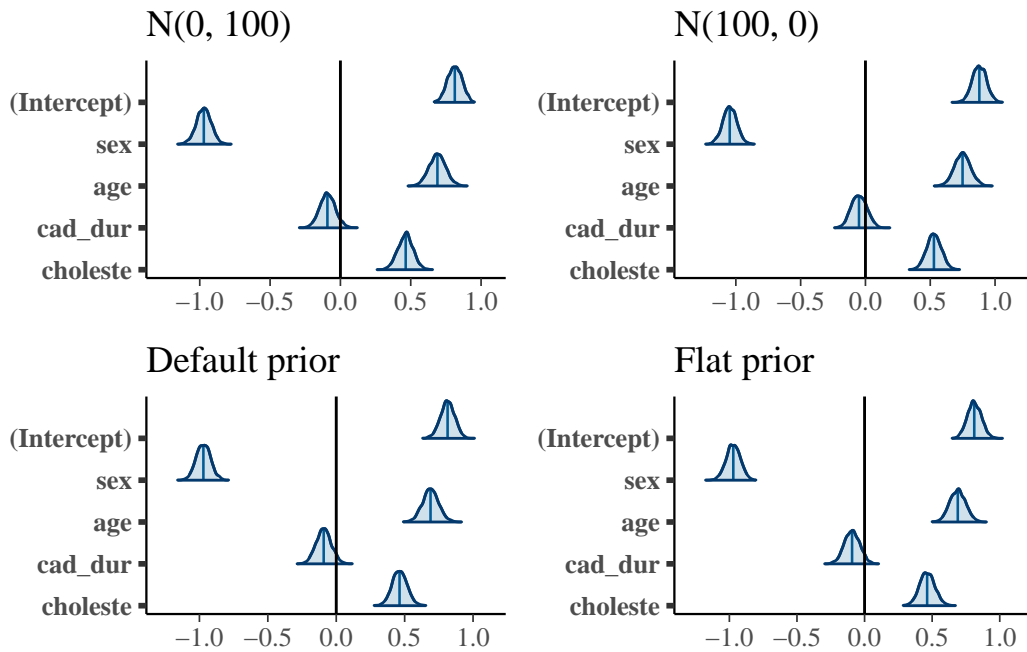 N(0, 100)
(Intercept)
sex
age
cad_dur
choleste
−1.0 −0.5 0.0 0.5 1.0
N(100, 0)
(Intercept)
sex
age
cad_dur
choleste
−1.0 −0.5 0.0 0.5 1.0
Default prior
(Intercept)
sex
age
cad_dur
choleste
−1.0 −0.5 0.0 0.5 1.0
Flat prior
(Intercept)
sex
age
cad_dur
choleste
−1.0 −0.5 0.0 0.5 1.0